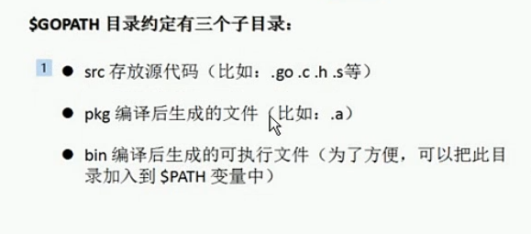 $GOPATH 目录约定有三个子目录：
1 ● src 存放源代码（比如：.go .c .h .s等）
● pkg 编译后生成的文件（比如：.a）
● bin 编译后生成的可执行文件（为了方便，可以把此目
录加入到 $PATH 变量中）